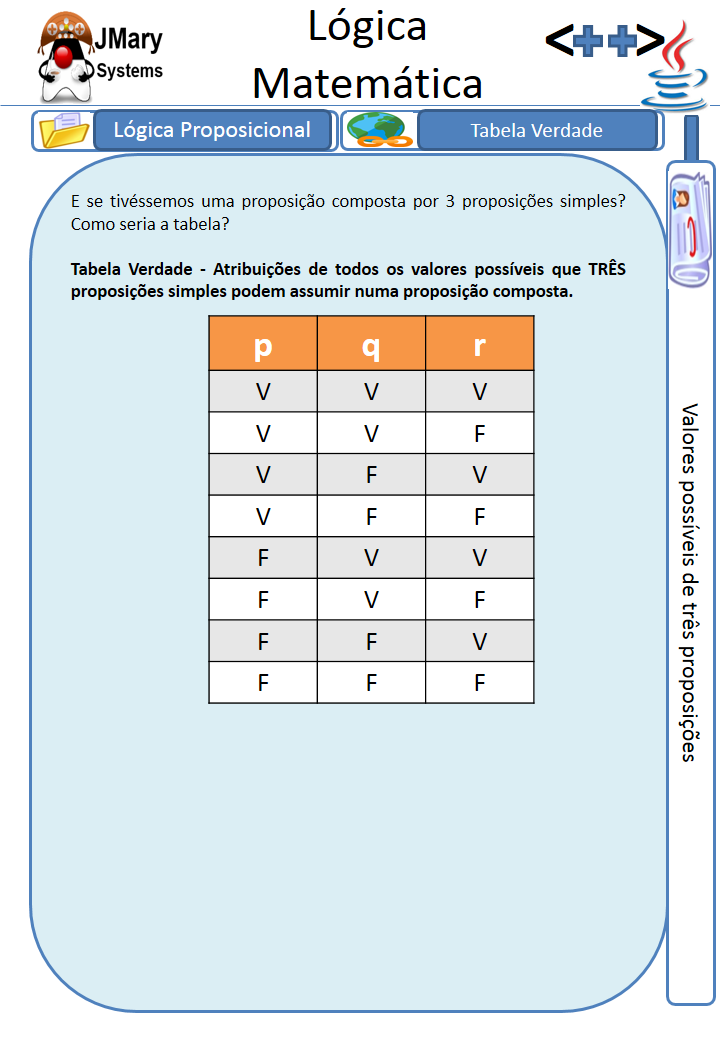 JMary
Systems
Lógica
Matemática
<++>
Lógica Proposicional
Tabela Verdade
E se tivéssemos uma proposição composta por 3 proposições simples?
Como seria a tabela?
Tabela Verdade - Atribuições de todos os valores possíveis que TRÊS
proposições simples podem assumir numa proposição composta.
p q r
V V V
V V F
V F V
V F F
F V V
F V F
F F V
F F F
Valores possíveis de três proposições